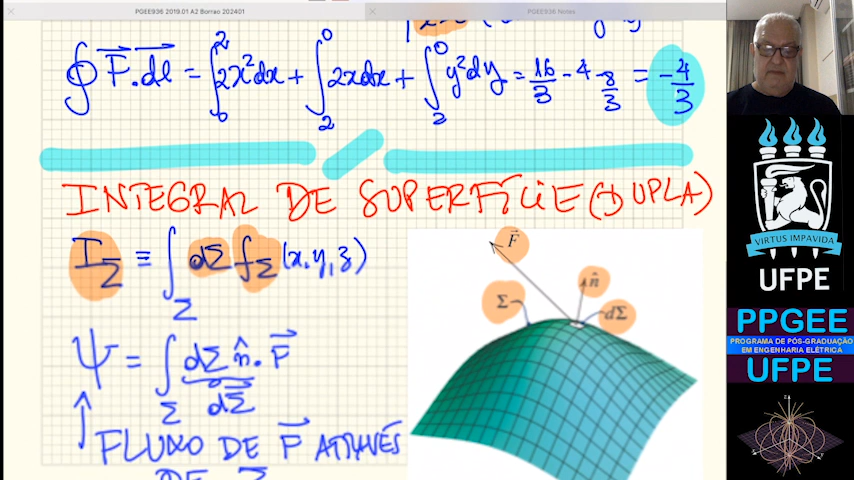 PGEE936 2019.01 A2 Borrao 202401
PGEE936 Notes
∮ F⃗.dl⃗ = ∫₀² 2x²dx + ∫₂⁰ 2xdx + ∫₂⁰ y²dy = 16/3 - 4 - 8/3 = -4/3
INTEGRAL DE SUPERFÍCIE (DUPLA)
I_Σ ≡ ∫_Σ dΣ f_Σ (x,y,z)
Ψ = ∫_Σ dΣ n̂ . F⃗
dΣ⃗
FLUXO DE F⃗ ATRAVÉS
DE Σ
F⃗
n̂
Σ
dΣ
VIRTUS IMPAVIDA
UFPE
PPGEE
PROGRAMA DE PÓS-GRADUAÇÃO
EM ENGENHARIA ELÉTRICA
UFPE